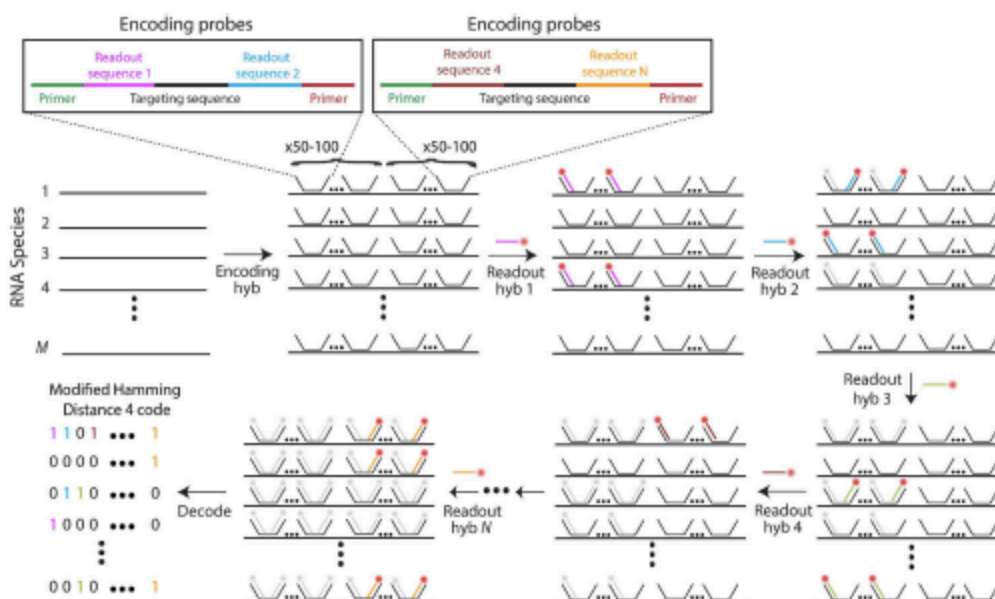 Encoding probes
Encoding probes
Readout
sequence 1
Readout
sequence 2
Primer
Targeting sequence
Primer
Readout
sequence 4
Readout
sequence N
Primer
Targeting sequence
Primer
x50-100
x50-100
RNA Species
1
2
3
4
M
Encoding
hyb
Readout
hyb 1
Readout
hyb 2
Readout
hyb 3
Readout
hyb 4
Readout
hyb N
Decode
Modified Hamming
Distance 4 code
1 1 0 1 ••• 1
0 0 0 0 ••• 1
0 1 1 0 ••• 0
1 0 0 0 ••• 0
0 0 1 0 ••• 1